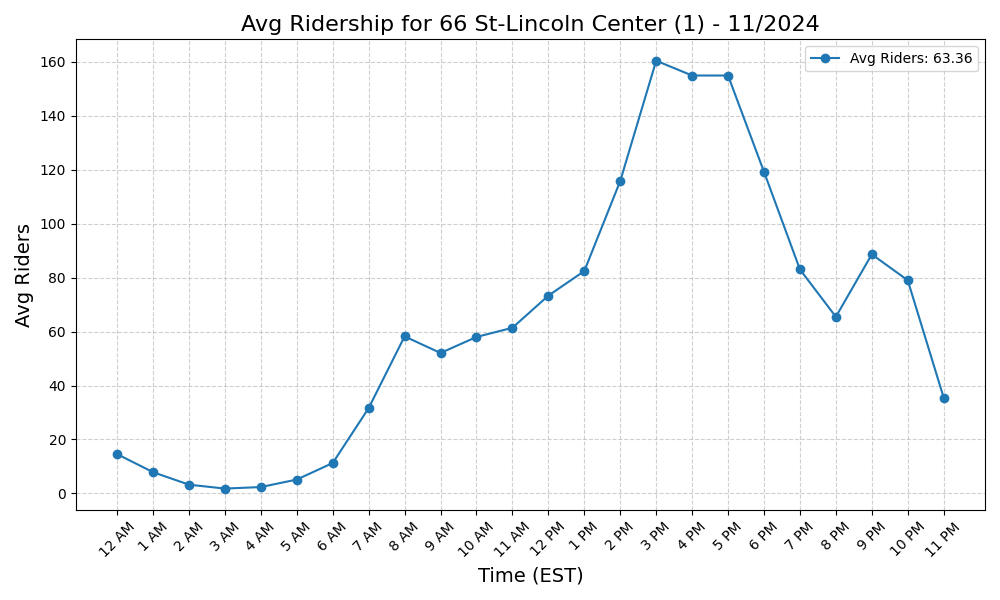 Avg Ridership for 66 St-Lincoln Center (1) - 11/2024
Avg Riders: 63.36
Avg Riders
160
140
120
100
80
60
40
20
0
12 AM
1 AM
2 AM
3 AM
4 AM
5 AM
6 AM
7 AM
8 AM
9 AM
10 AM
11 AM
12 PM
1 PM
2 PM
3 PM
4 PM
5 PM
6 PM
7 PM
8 PM
9 PM
10 PM
11 PM
Time (EST)